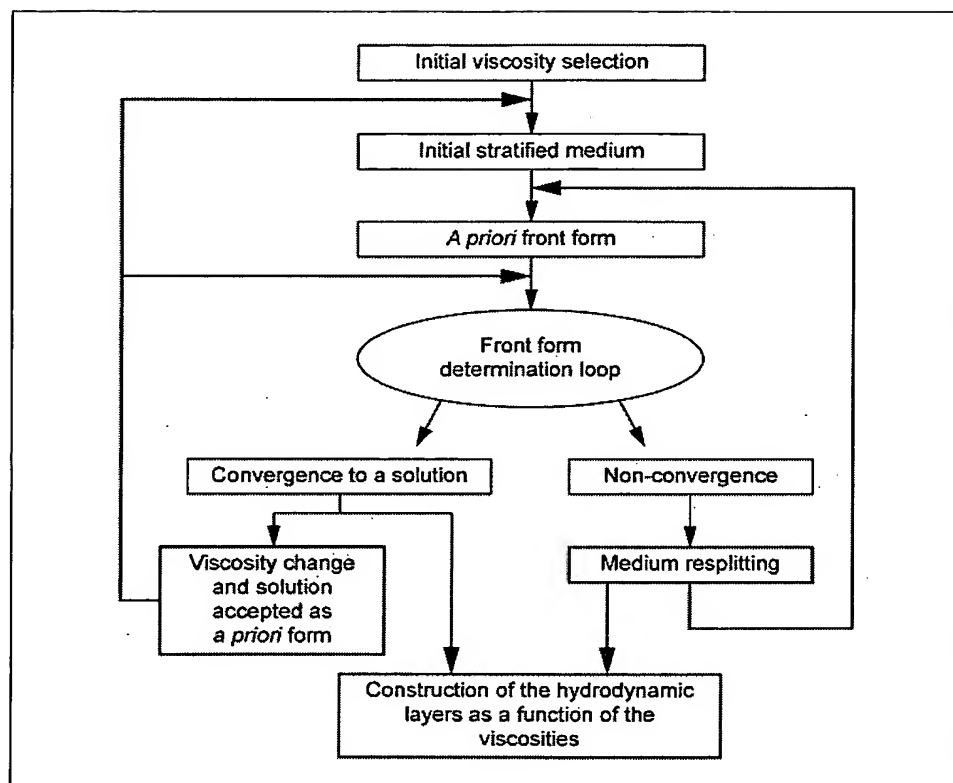 Initial viscosity selection
Initial stratified medium
A priori front form
Front form
determination loop
Convergence to a solution
Non-convergence
Viscosity change
and solution
accepted as
a priori form
Medium resplitting
Construction of the hydrodynamic
layers as a function of the
viscosities